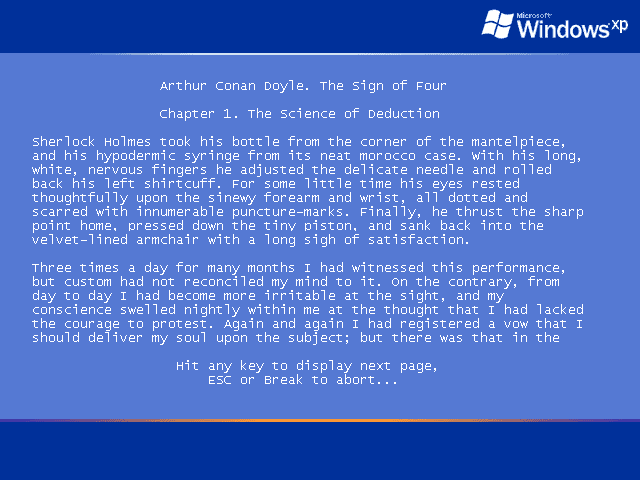 Microsoft
Windows xp
Arthur Conan Doyle. The Sign of Four
Chapter 1. The Science of Deduction
Sherlock Holmes took his bottle from the corner of the mantelpiece,
and his hypodermic syringe from its neat morocco case. With his long,
white, nervous fingers he adjusted the delicate needle and rolled
back his left shirtcuff. For some little time his eyes rested
thoughtfully upon the sinewy forearm and wrist, all dotted and
scarred with innumerable puncture-marks. Finally, he thrust the sharp
point home, pressed down the tiny piston, and sank back into the
velvet-lined armchair with a long sigh of satisfaction.
Three times a day for many months I had witnessed this performance,
but custom had not reconciled my mind to it. On the contrary, from
day to day I had become more irritable at the sight, and my
conscience swelled nightly within me at the thought that I had lacked
the courage to protest. Again and again I had registered a vow that I
should deliver my soul upon the subject; but there was that in the
Hit any key to display next page,
ESC or Break to abort...